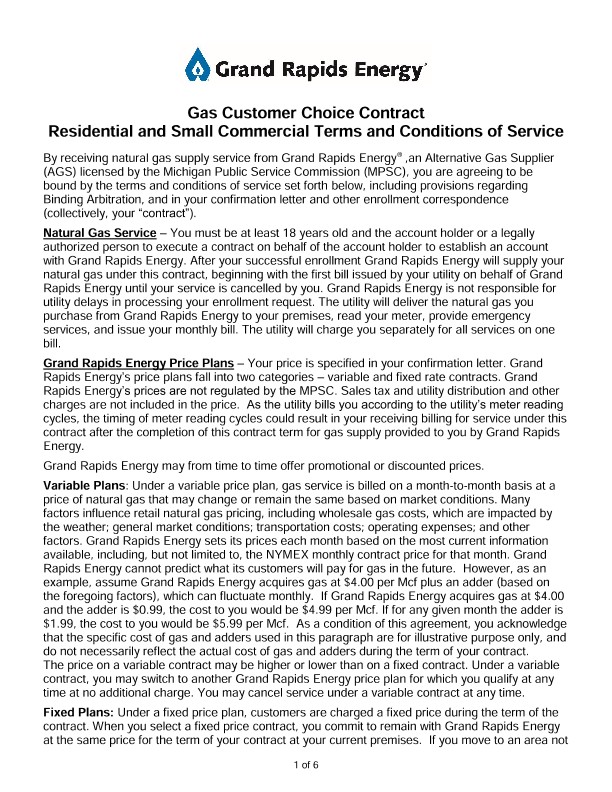 Grand Rapids Energy
Gas Customer Choice Contract
Residential and Small Commercial Terms and Conditions of Service
By receiving natural gas supply service from Grand Rapids Energy® ,an Alternative Gas Supplier
(AGS) licensed by the Michigan Public Service Commission (MPSC), you are agreeing to be
bound by the terms and conditions of service set forth below, including provisions regarding
Binding Arbitration, and in your confirmation letter and other enrollment correspondence
(collectively, your “contract”).
Natural Gas Service – You must be at least 18 years old and the account holder or a legally
authorized person to execute a contract on behalf of the account holder to establish an account
with Grand Rapids Energy. After your successful enrollment Grand Rapids Energy will supply your
natural gas under this contract, beginning with the first bill issued by your utility on behalf of Grand
Rapids Energy until your service is cancelled by you. Grand Rapids Energy is not responsible for
utility delays in processing your enrollment request. The utility will deliver the natural gas you
purchase from Grand Rapids Energy to your premises, read your meter, provide emergency
services, and issue your monthly bill. The utility will charge you separately for all services on one
bill.
Grand Rapids Energy Price Plans – Your price is specified in your confirmation letter. Grand
Rapids Energy’s price plans fall into two categories – variable and fixed rate contracts. Grand
Rapids Energy’s prices are not regulated by the MPSC. Sales tax and utility distribution and other
charges are not included in the price. As the utility bills you according to the utility’s meter reading
cycles, the timing of meter reading cycles could result in your receiving billing for service under this
contract after the completion of this contract term for gas supply provided to you by Grand Rapids
Energy.
Grand Rapids Energy may from time to time offer promotional or discounted prices.
Variable Plans: Under a variable price plan, gas service is billed on a month-to-month basis at a
price of natural gas that may change or remain the same based on market conditions. Many
factors influence retail natural gas pricing, including wholesale gas costs, which are impacted by
the weather; general market conditions; transportation costs; operating expenses; and other
factors. Grand Rapids Energy sets its prices each month based on the most current information
available, including, but not limited to, the NYMEX monthly contract price for that month. Grand
Rapids Energy cannot predict what its customers will pay for gas in the future. However, as an
example, assume Grand Rapids Energy acquires gas at $4.00 per Mcf plus an adder (based on
the foregoing factors), which can fluctuate monthly. If Grand Rapids Energy acquires gas at $4.00
and the adder is $0.99, the cost to you would be $4.99 per Mcf. If for any given month the adder is
$1.99, the cost to you would be $5.99 per Mcf. As a condition of this agreement, you acknowledge
that the specific cost of gas and adders used in this paragraph are for illustrative purpose only, and
do not necessarily reflect the actual cost of gas and adders during the term of your contract.
The price on a variable contract may be higher or lower than on a fixed contract. Under a variable
contract, you may switch to another Grand Rapids Energy price plan for which you qualify at any
time at no additional charge. You may cancel service under a variable contract at any time.
Fixed Plans: Under a fixed price plan, customers are charged a fixed price during the term of the
contract. When you select a fixed price contract, you commit to remain with Grand Rapids Energy
at the same price for the term of your contract at your current premises. If you move to an area not
1 of 6